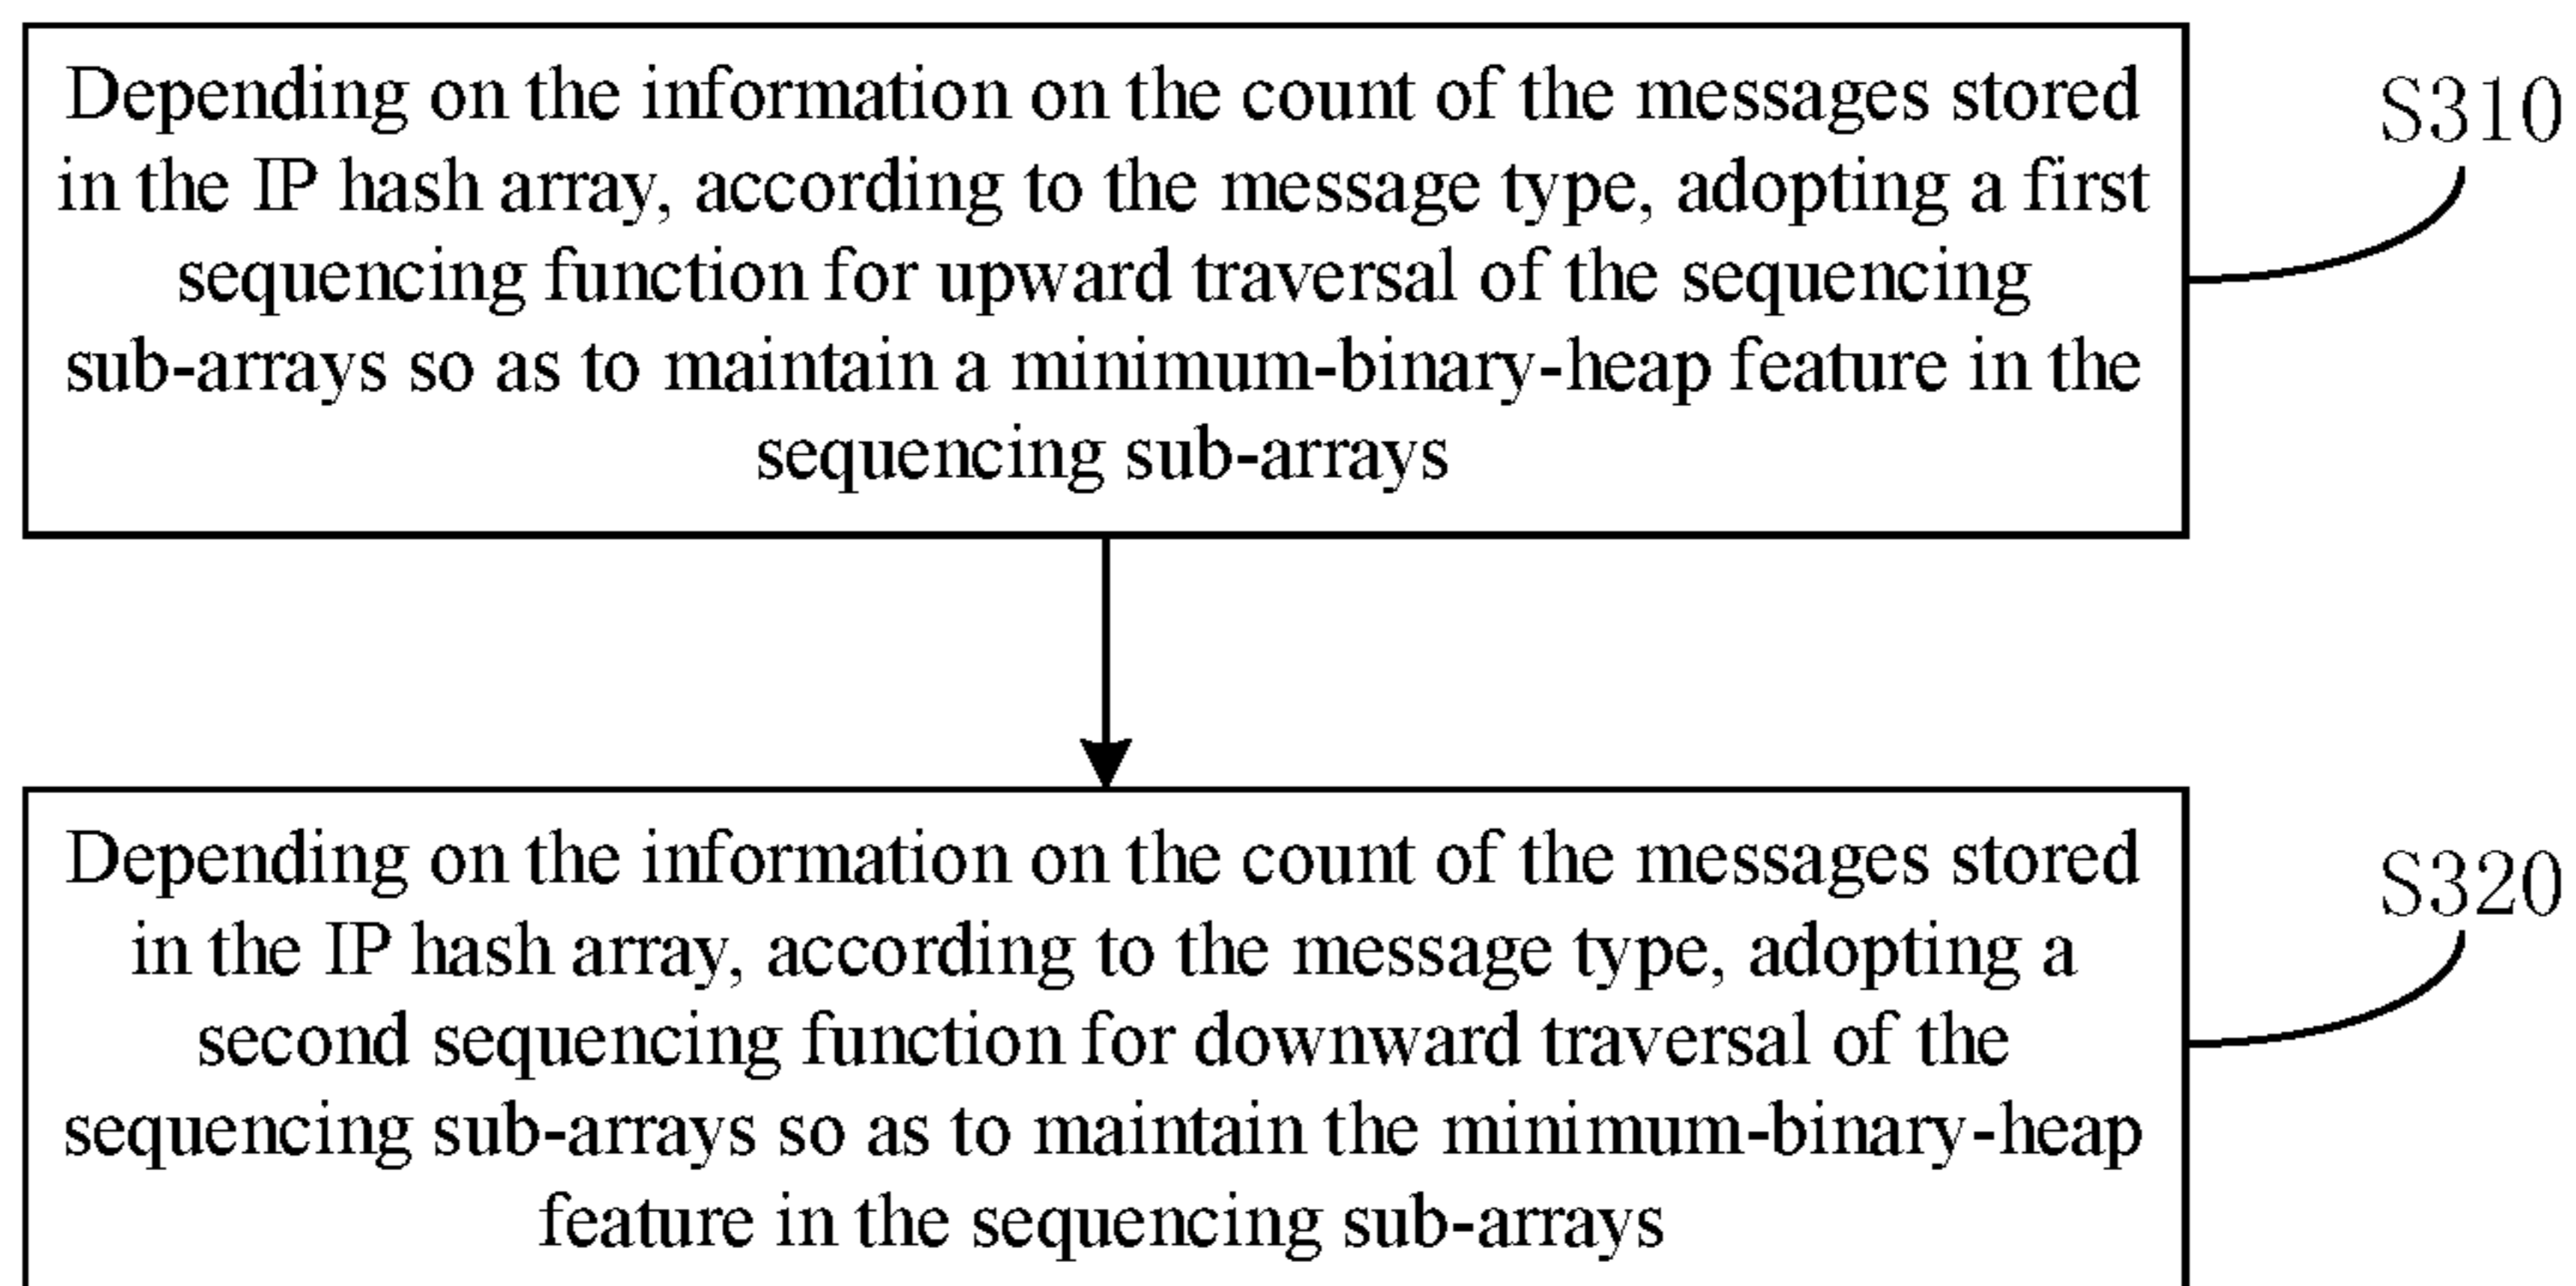 Depending on the information on the count of the messages stored
in the IP hash array, according to the message type, adopting a first
sequencing function for upward traversal of the sequencing
sub-arrays so as to maintain a minimum-binary-heap feature in the
sequencing sub-arrays
S310
Depending on the information on the count of the messages stored
in the IP hash array, according to the message type, adopting a
second sequencing function for downward traversal of the
sequencing sub-arrays so as to maintain the minimum-binary-heap
feature in the sequencing sub-arrays
S320